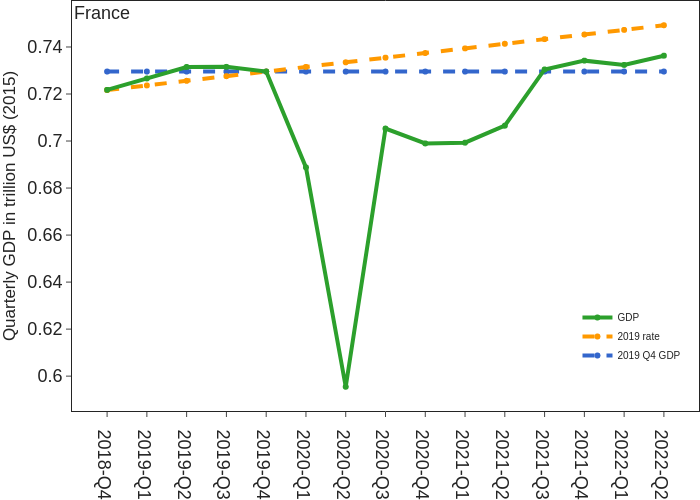 France
Quarterly GDP in trillion US$ (2015)
0.74
0.72
0.7
0.68
0.66
0.64
0.62
0.6
GDP
2019 rate
2019 Q4 GDP
2018-Q4
2019-Q1
2019-Q2
2019-Q3
2019-Q4
2020-Q1
2020-Q2
2020-Q3
2020-Q4
2021-Q1
2021-Q2
2021-Q3
2021-Q4
2022-Q1
2022-Q2